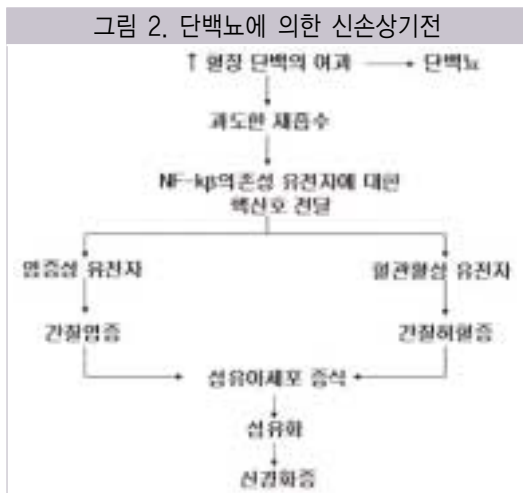 그림 2. 단백뇨에 의한 신손상기전
↑ 혈장 단백의 여과 → 단백뇨
과도한 재흡수
NF-kβ의존성 유전자에 대한
핵신호 전달
염증성 유전자 혈관활성 유전자
간질염증 간질허혈증
섬유아세포 증식
섬유화
신경화증